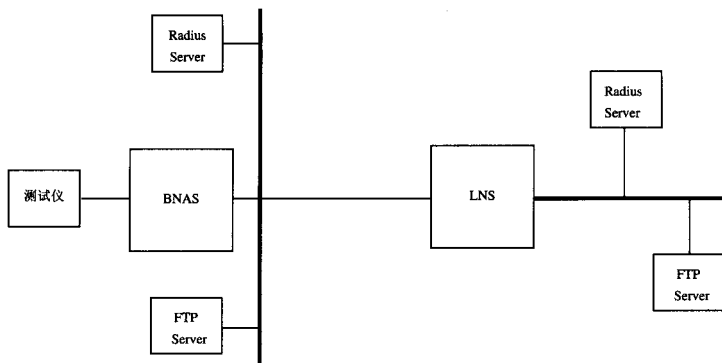 Radius
Server
Radius
Server
测试仪
BNAS
LNS
FTP
Server
FTP
Server